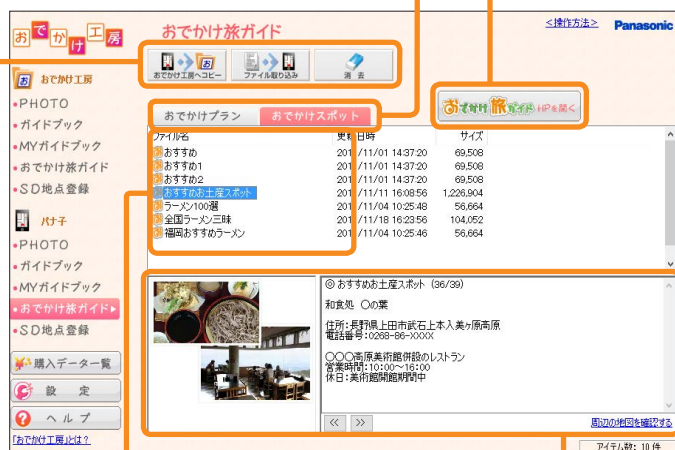 おでかけ工房
おでかけ旅ガイド
<操作方法>
Panasonic
おでかけ工房へコピー
ファイル取り込み
消 去
おでかけ旅ガイド HPを開く
お おでかけ工房
•PHOTO
•ガイドブック
•MYガイドブック
•おでかけ旅ガイド
•SD地点登録
パナ子
•PHOTO
•ガイドブック
•MYガイドブック
•おでかけ旅ガイド
•SD地点登録
購入データ一覧
設 定
ヘルプ
「おでかけ工房」とは?
おでかけプラン
おでかけスポット
ファイル名 更新日時 サイズ
おすすめ 201 /11/01 14:37:20 69,508
おすすめ1 201 /11/01 14:37:20 69,508
おすすめ2 201 /11/01 14:37:20 69,508
おすすめお土産スポット 201 /11/11 16:08:56 1,226,904
ラーメン100選 201 /11/04 10:25:48 56,664
全国ラーメン三昧 201 /11/18 16:23:56 104,052
福岡おすすめラーメン 201 /11/04 10:25:46 56,664
◎ おすすめお土産スポット (36/39)
和食処 〇の葉
住所:長野県上田市武石上本入美ヶ原高原
電話番号:0268-86-XXXX
〇〇〇高原美術館併設のレストラン
営業時間:10:00~16:00
休日:美術館開館期間中
<< >>
周辺の地図を確認する
アイテム数: 10 件